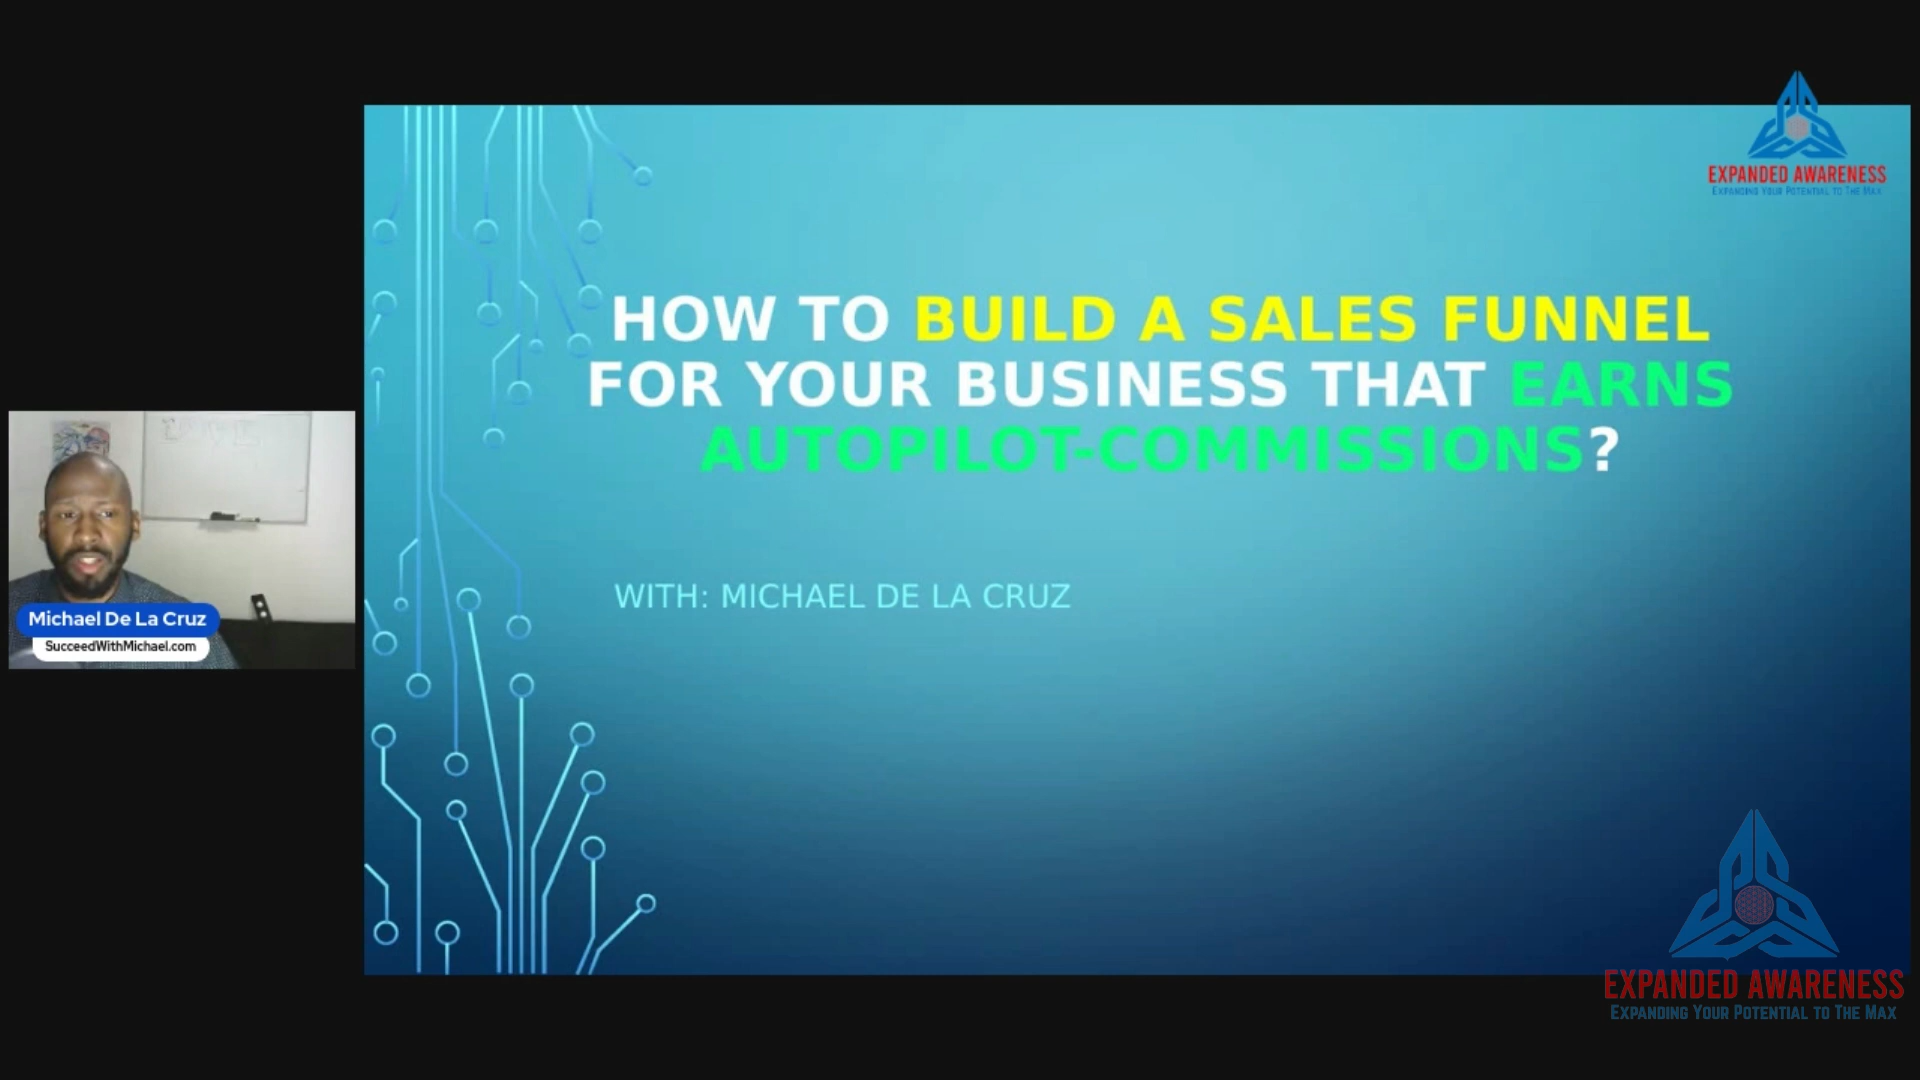 EXPANDED AWARENESS
EXPANDING YOUR POTENTIAL TO THE MAX
HOW TO BUILD A SALES FUNNEL
FOR YOUR BUSINESS THAT EARNS
AUTOPILOT-COMMISSIONS?
WITH: MICHAEL DE LA CRUZ
Michael De La Cruz
SucceedWithMichael.com
EXPANDED AWARENESS
EXPANDING YOUR POTENTIAL TO THE MAX